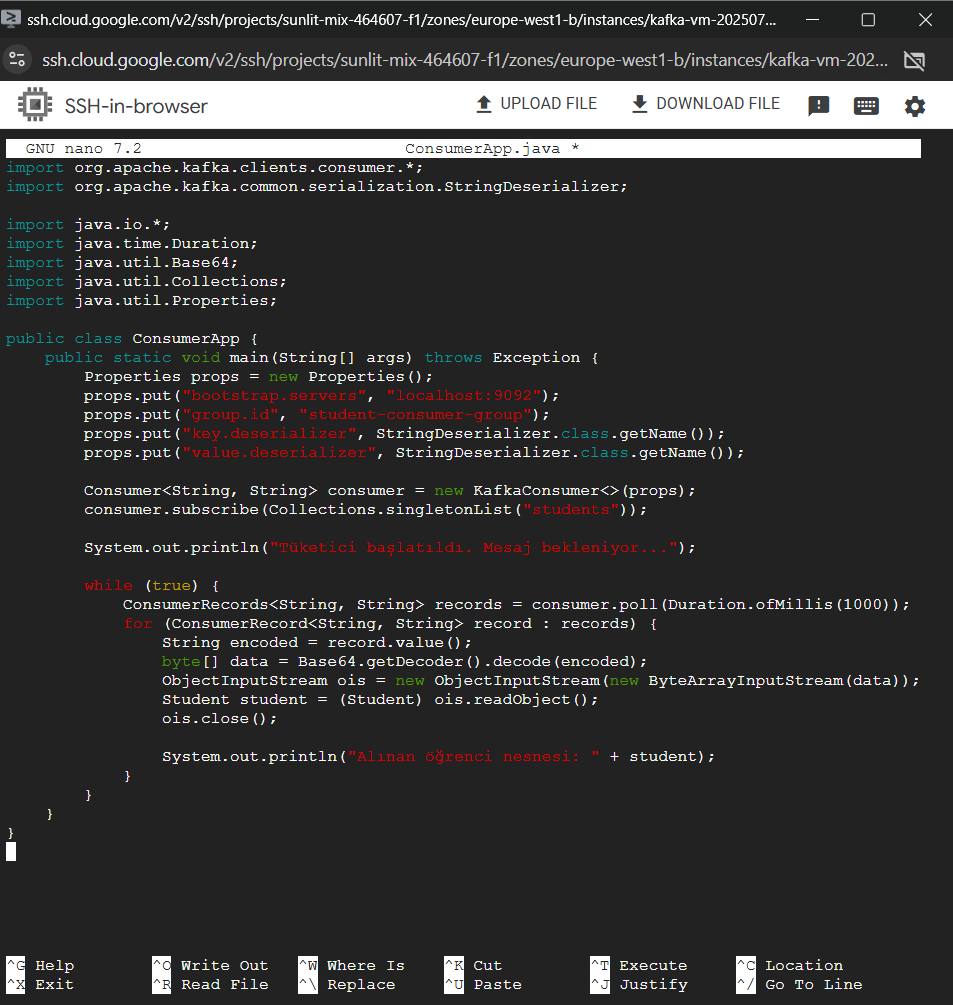 ssh.cloud.google.com/v2/ssh/projects/sunlit-mix-464607-f1/zones/europe-west1-b/instances/kafka-vm-202507...
ssh.cloud.google.com/v2/ssh/projects/sunlit-mix-464607-f1/zones/europe-west1-b/instances/kafka-vm-202...
SSH-in-browser UPLOAD FILE DOWNLOAD FILE
GNU nano 7.2 ConsumerApp.java *
import org.apache.kafka.clients.consumer.*;
import org.apache.kafka.common.serialization.StringDeserializer;

import java.io.*;
import java.time.Duration;
import java.util.Base64;
import java.util.Collections;
import java.util.Properties;

public class ConsumerApp {
    public static void main(String[] args) throws Exception {
        Properties props = new Properties();
        props.put("bootstrap.servers", "localhost:9092");
        props.put("group.id", "student-consumer-group");
        props.put("key.deserializer", StringDeserializer.class.getName());
        props.put("value.deserializer", StringDeserializer.class.getName());

        Consumer<String, String> consumer = new KafkaConsumer<>(props);
        consumer.subscribe(Collections.singletonList("students"));

        System.out.println("Tüketici başlatıldı. Mesaj bekleniyor...");

        while (true) {
            ConsumerRecords<String, String> records = consumer.poll(Duration.ofMillis(1000));
            for (ConsumerRecord<String, String> record : records) {
                String encoded = record.value();
                byte[] data = Base64.getDecoder().decode(encoded);
                ObjectInputStream ois = new ObjectInputStream(new ByteArrayInputStream(data));
                Student student = (Student) ois.readObject();
                ois.close();

                System.out.println("Alınan öğrenci nesnesi: " + student);
            }
        }
    }
}
^G Help ^O Write Out ^W Where Is ^K Cut ^T Execute ^C Location
^X Exit ^R Read File ^\ Replace ^U Paste ^J Justify ^/ Go To Line